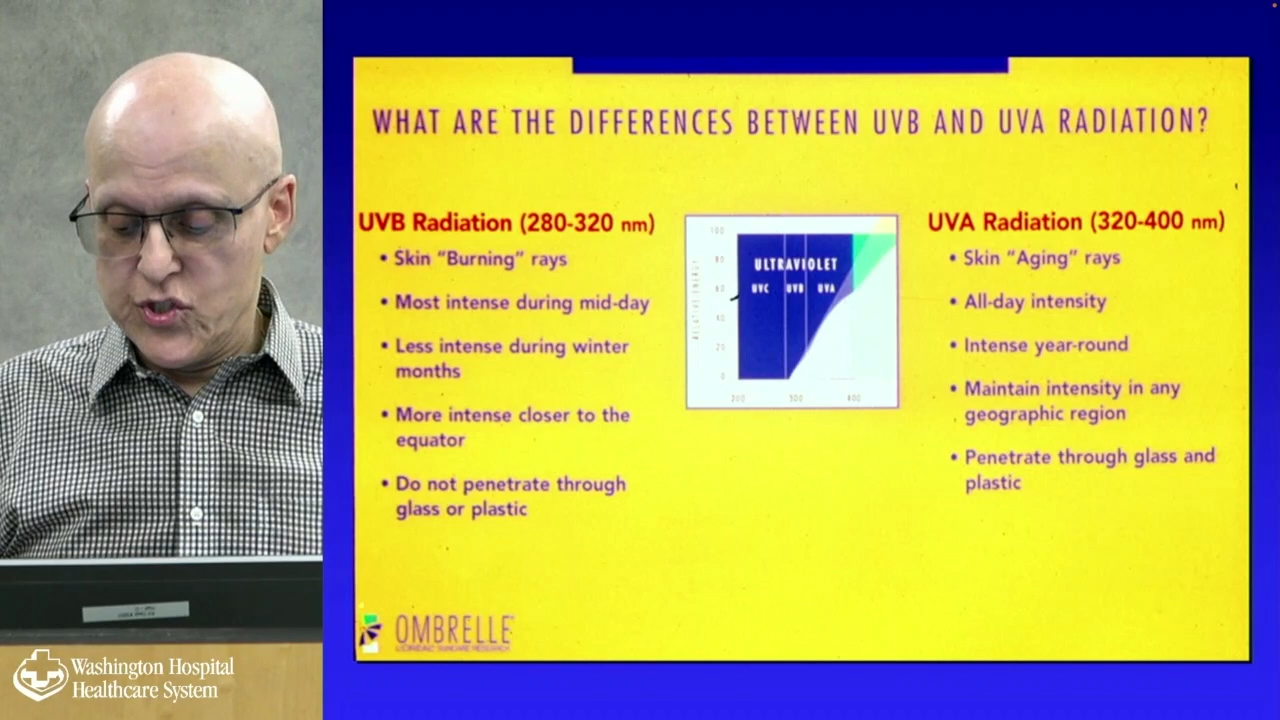 WHAT ARE THE DIFFERENCES BETWEEN UVB AND UVA RADIATION?
UVB Radiation (280-320 nm)
• Skin “Burning” rays
• Most intense during mid-day
• Less intense during winter
months
• More intense closer to the
equator
• Do not penetrate through
glass or plastic
RELATIVE ENERGY
100
80
60
40
20
0
ULTRAVIOLET
UVC UVB UVA
200 300 400
UVA Radiation (320-400 nm)
• Skin “Aging” rays
• All-day intensity
• Intense year-round
• Maintain intensity in any
geographic region
• Penetrate through glass and
plastic
OMBRELLE
Washington Hospital
Healthcare System